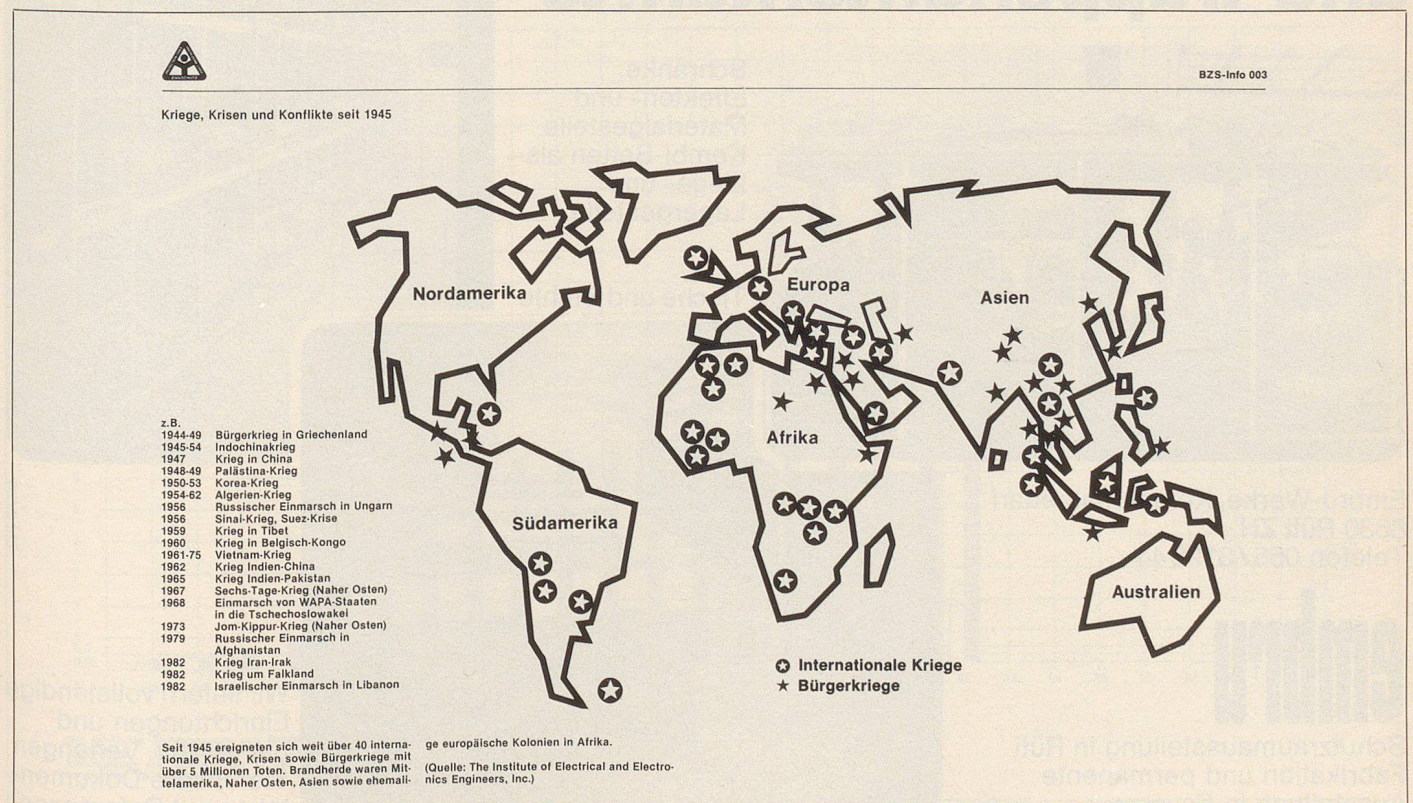 BZS-Info 003
Kriege, Krisen und Konflikte seit 1945
Nordamerika
Europa
Asien
Afrika
Südamerika
Australien
z.B.
1944-49 Bürgerkrieg in Griechenland
1945-54 Indochinakrieg
1947 Krieg in China
1948-49 Palästina-Krieg
1950-53 Korea-Krieg
1954-62 Algerien-Krieg
1956 Russischer Einmarsch in Ungarn
1956 Sinai-Krieg, Suez-Krise
1959 Krieg in Tibet
1960 Krieg in Belgisch-Kongo
1961-75 Vietnam-Krieg
1962 Krieg Indien-China
1965 Krieg Indien-Pakistan
1967 Sechs-Tage-Krieg (Naher Osten)
1968 Einmarsch von WAPA-Staaten
in die Tschechoslowakei
1973 Jom-Kippur-Krieg (Naher Osten)
1979 Russischer Einmarsch in
Afghanistan
1982 Krieg Iran-Irak
1982 Krieg um Falkland
1982 Israelischer Einmarsch in Libanon
Internationale Kriege
Bürgerkriege
Seit 1945 ereigneten sich weit über 40 interna-
tionale Kriege, Krisen sowie Bürgerkriege mit
über 5 Millionen Toten. Brandherde waren Mit-
telamerika, Naher Osten, Asien sowie ehemali-
ge europäische Kolonien in Afrika.
(Quelle: The Institute of Electrical and Electro-
nics Engineers, Inc.)